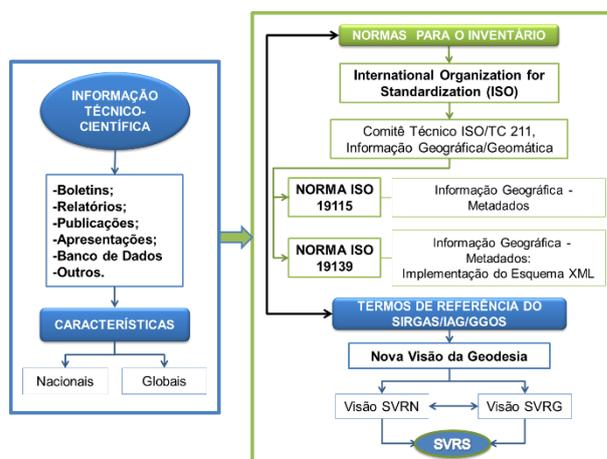 INFORMAÇÃO
TÉCNICO-
CIENTÍFICA
-Boletins;
-Relatórios;
-Publicações;
-Apresentações;
-Banco de Dados
-Outros.
CARACTERÍSTICAS
Nacionais
Globais
NORMAS PARA O INVENTÁRIO
International Organization for
Standardization (ISO)
Comitê Técnico ISO/TC 211,
Informação Geográfica/Geomática
NORMA ISO
19115
Informação Geográfica -
Metadados
NORMA ISO
19139
Informação Geográfica -
Metadados:
Implementação do Esquema XML
TERMOS DE REFERÊNCIA DO
SIRGAS/IAG/GGOS
Nova Visão da Geodesia
Visão SVRN
Visão SVRG
SVRS